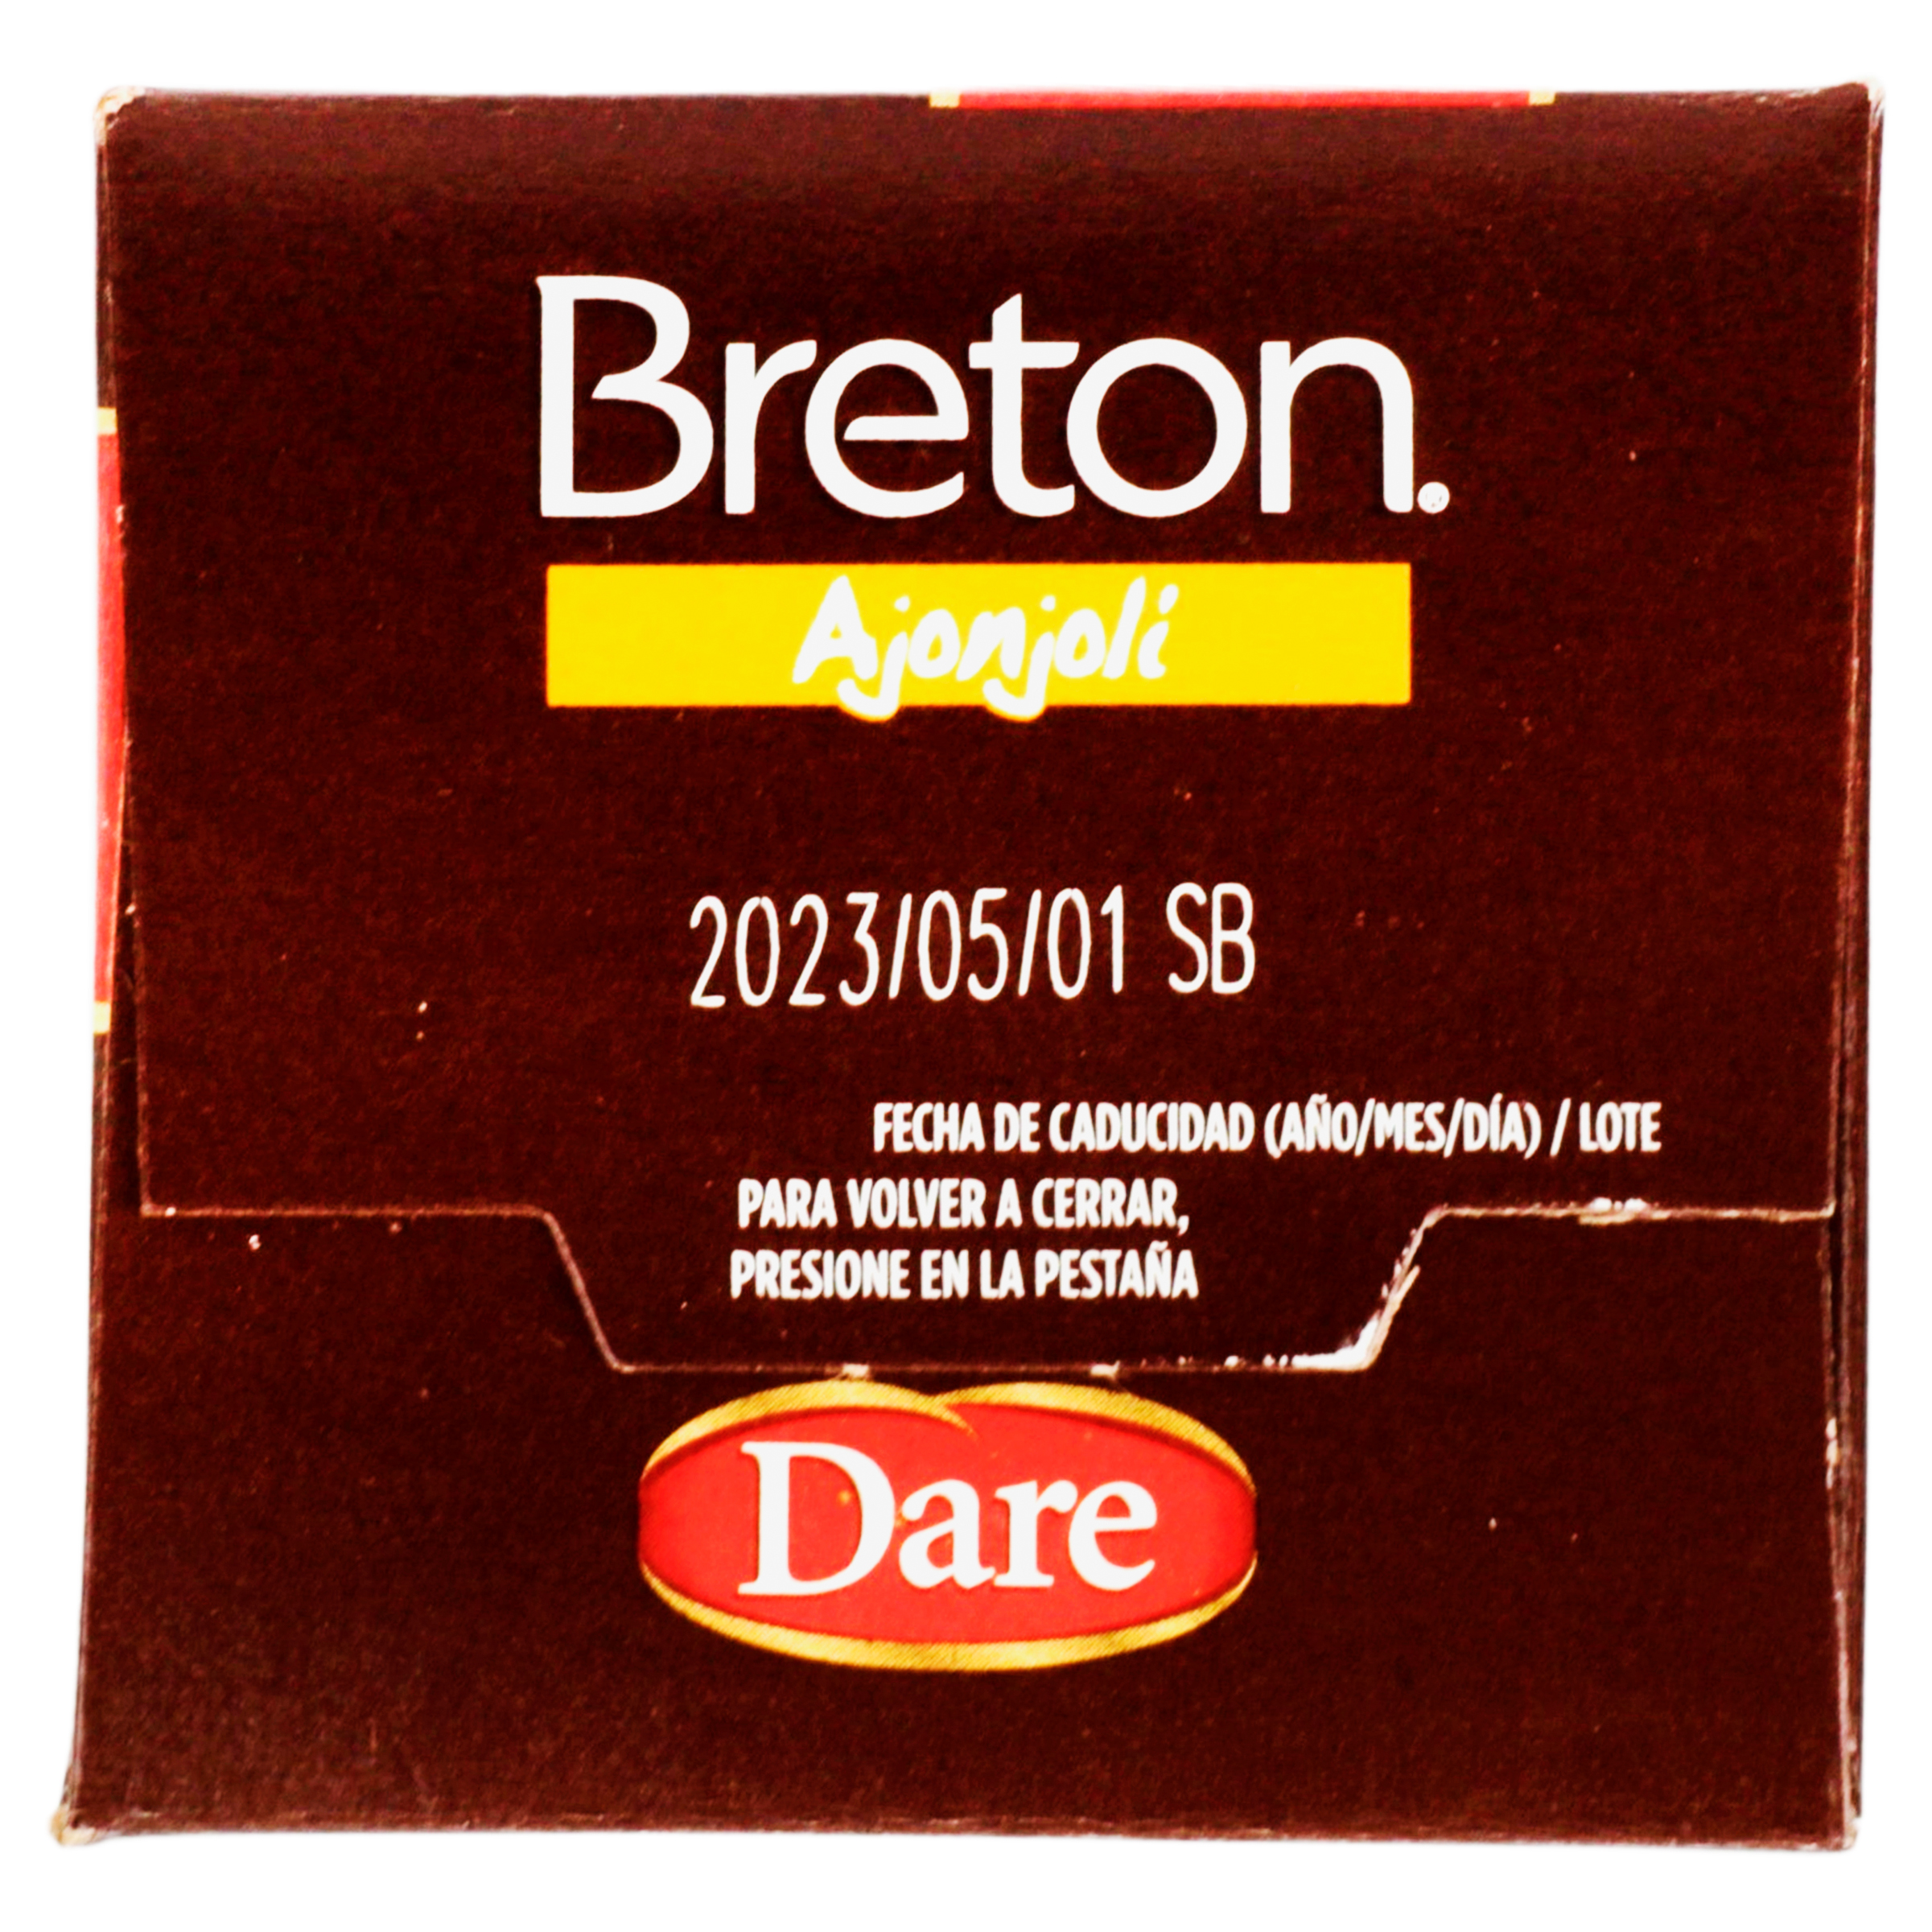 Breton.
Ajonjolí
2023/05/01 SB
FECHA DE CADUCIDAD (AÑO/MES/DÍA) / LOTE
PARA VOLVER A CERRAR,
PRESIONE EN LA PESTAÑA
Dare